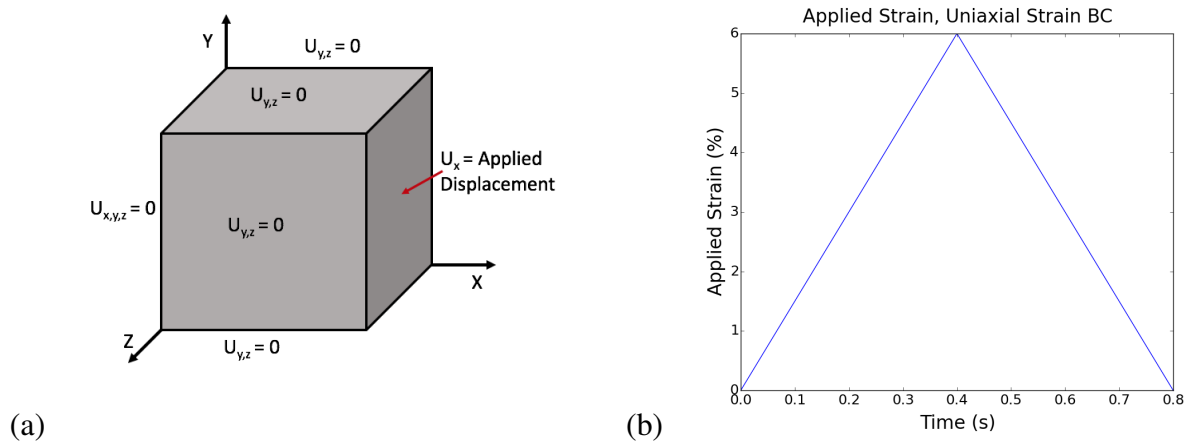 Y
U_y,z = 0
U_y,z = 0
U_x = Applied
Displacement
U_x,y,z = 0
U_y,z = 0
X
Z
U_y,z = 0
(a)
Applied Strain, Uniaxial Strain BC
Applied Strain (%)
6
5
4
3
2
1
0
0.0 0.1 0.2 0.3 0.4 0.5 0.6 0.7 0.8
Time (s)
(b)